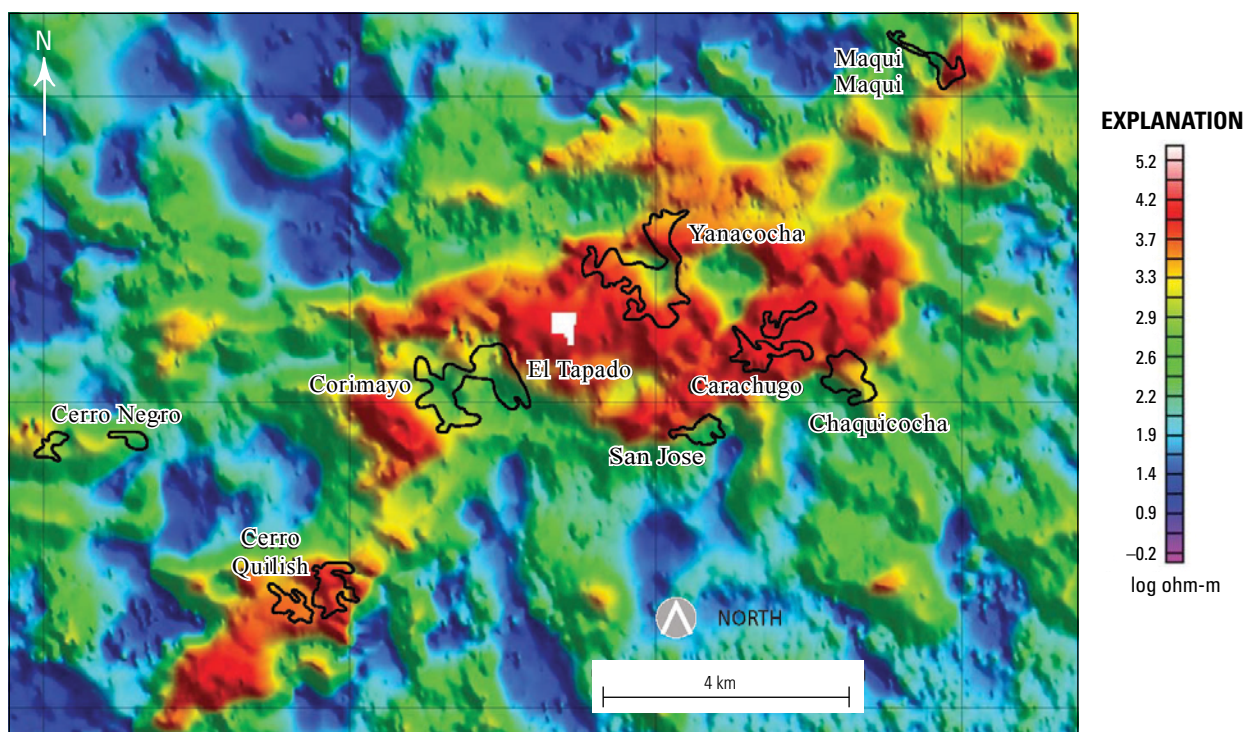 N
Maqui
Maqui
Yanacocha
El Tapado
Corimayo
Carachugo
Cerro Negro
Chaquicocha
San Jose
Cerro
Quilish
NORTH
4 km
EXPLANATION
5.2
4.2
3.7
3.3
2.9
2.6
2.2
1.9
1.4
0.9
–0.2
log ohm-m